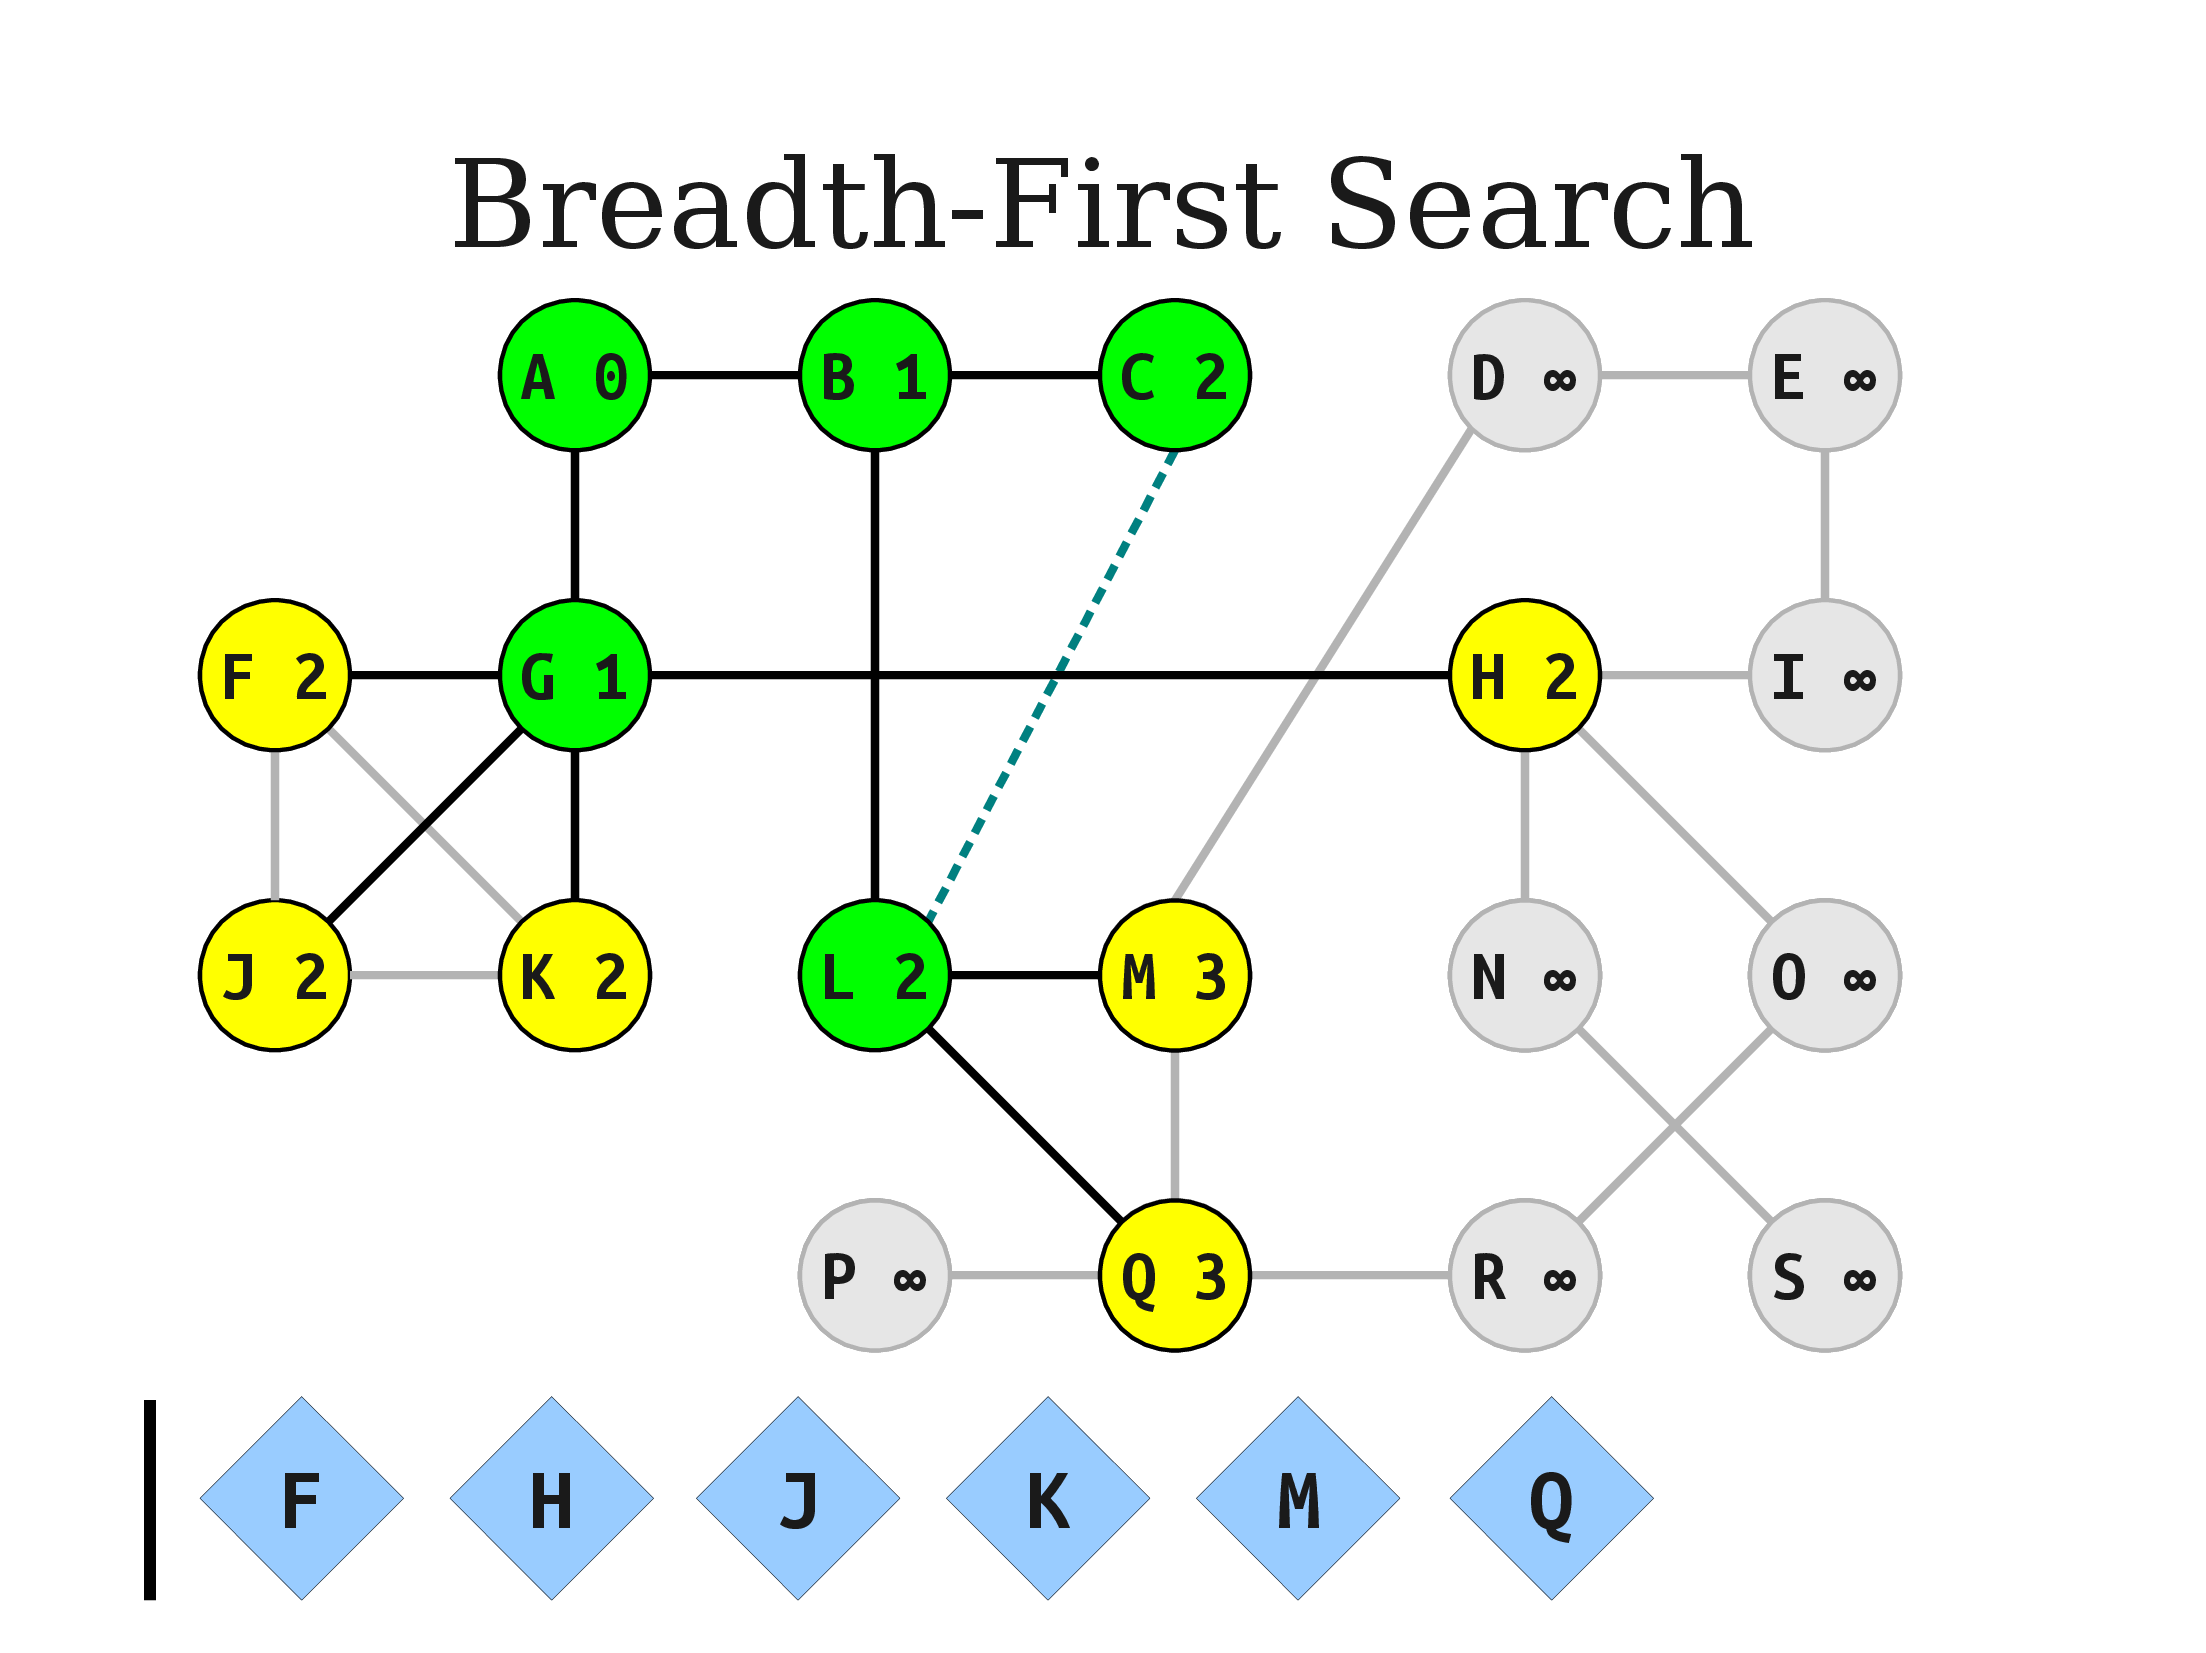 Breadth-First Search
A 0 B 1 C 2 D ∞ E ∞
F 2 G 1 H 2 I ∞
J 2 K 2 L 2 M 3 N ∞ O ∞
P ∞ Q 3 R ∞ S ∞
F H J K M Q